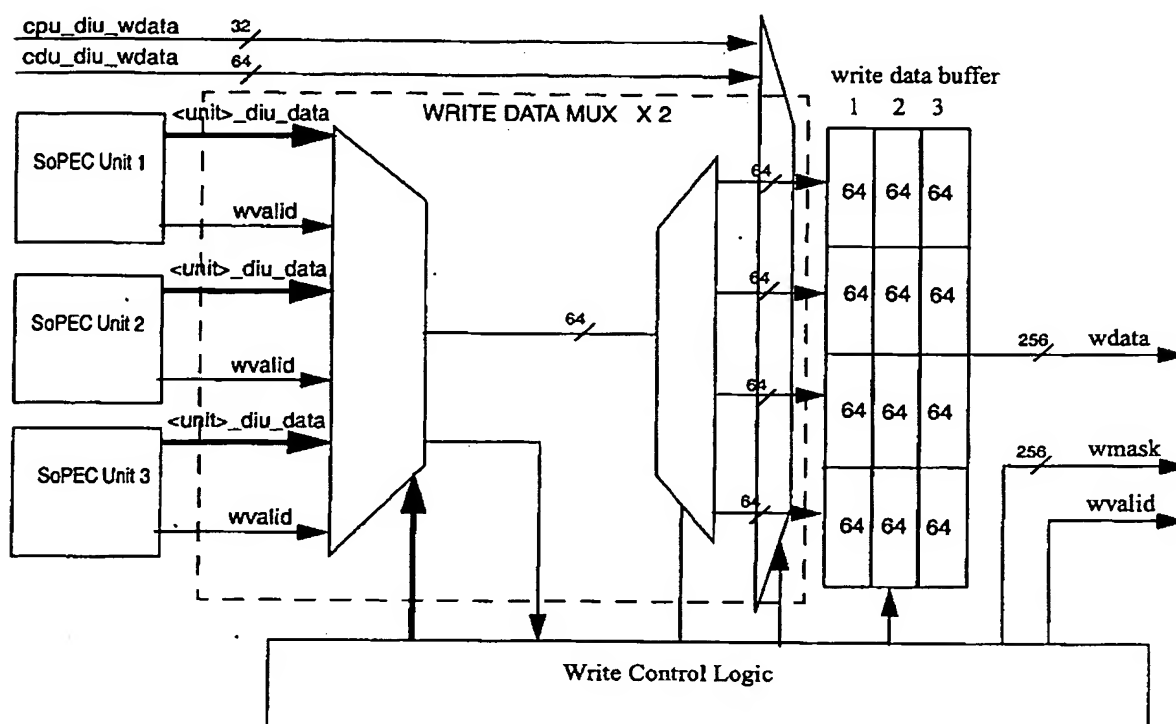 cpu_diu_wdata 32
cdu_diu_wdata 64
write data buffer
1 2 3
WRITE DATA MUX X 2
<unit>_diu_data
SoPEC Unit 1
wvalid
<unit>_diu_data
SoPEC Unit 2
wvalid
<unit>_diu_data
SoPEC Unit 3
wvalid
64
64
64
64
64
64 64 64
64 64 64
64 64 64
64 64 64
256 wdata
256 wmask
wvalid
Write Control Logic